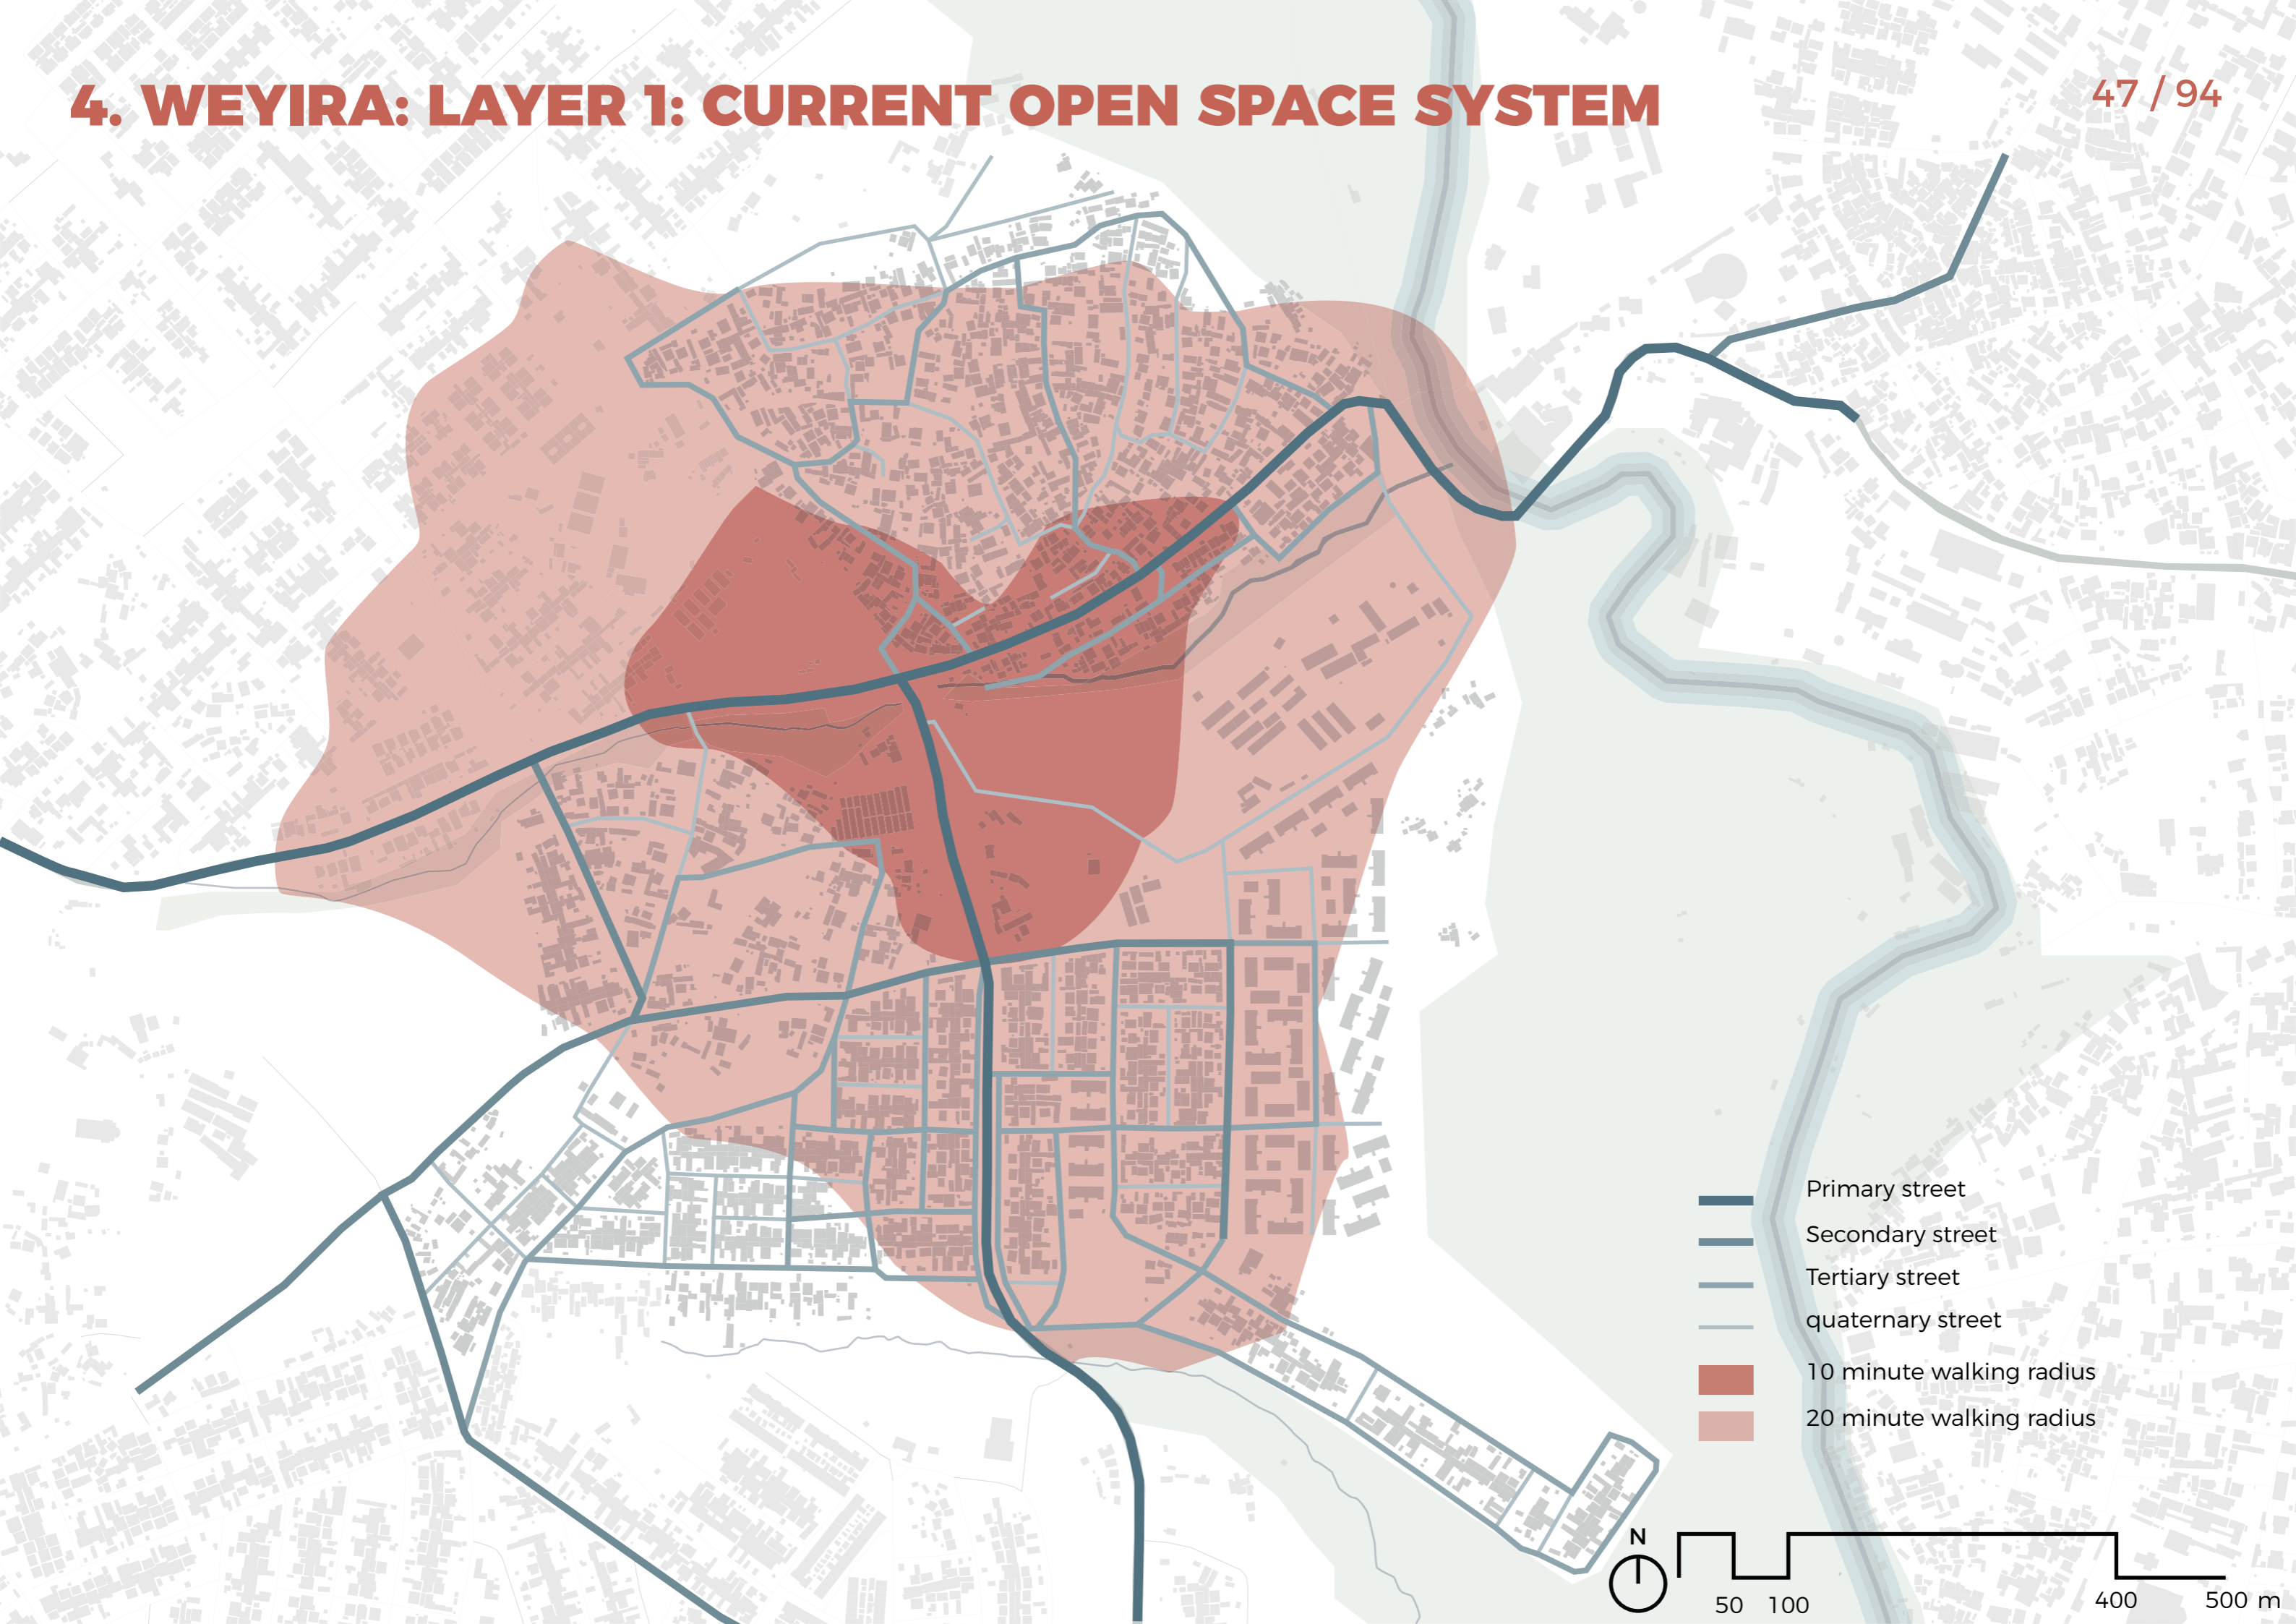 4. WEYIRA: LAYER 1: CURRENT OPEN SPACE SYSTEM
47 / 94
Primary street
Secondary street
Tertiary street
quaternary street
10 minute walking radius
20 minute walking radius
N
50 100 400 500 m